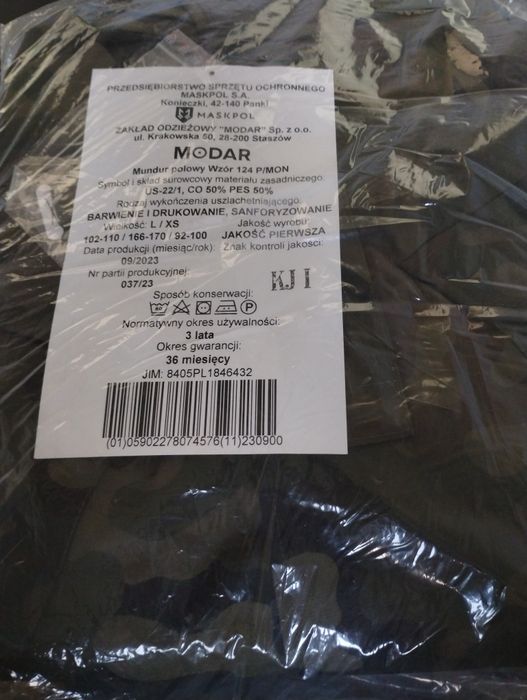 PRZEDSIĘBIORSTWO SPRZĘTU OCHRONNEGO
MASKPOL S.A.
Konieczki, 42-140 Panki
MASKPOL
ZAKŁAD ODZIEŻOWY "MODAR" Sp. z o.o.
ul. Krakowska 50, 28-200 Staszów
MODAR
Mundur polowy Wzór 124 P/MON
Symbol i skład surowcowy materiału zasadniczego:
US-22/1, CO 50% PES 50%
Rodzaj wykończenia uszlachetniającego:
BARWIENIE I DRUKOWANIE, SANFORYZOWANIE
Wielkość: L / XS Jakość wyrobu:
102-110 / 166-170 / 92-100 JAKOŚĆ PIERWSZA
Data produkcji (miesiąc/rok): Znak kontroli jakości:
09/2023
Nr partii produkcyjnej: KJ I
037/23
Sposób konserwacji:
Normatywny okres używalności:
3 lata
Okres gwarancji:
36 miesięcy
JIM: 8405PL1846432
(01)05902278074576(11)230900